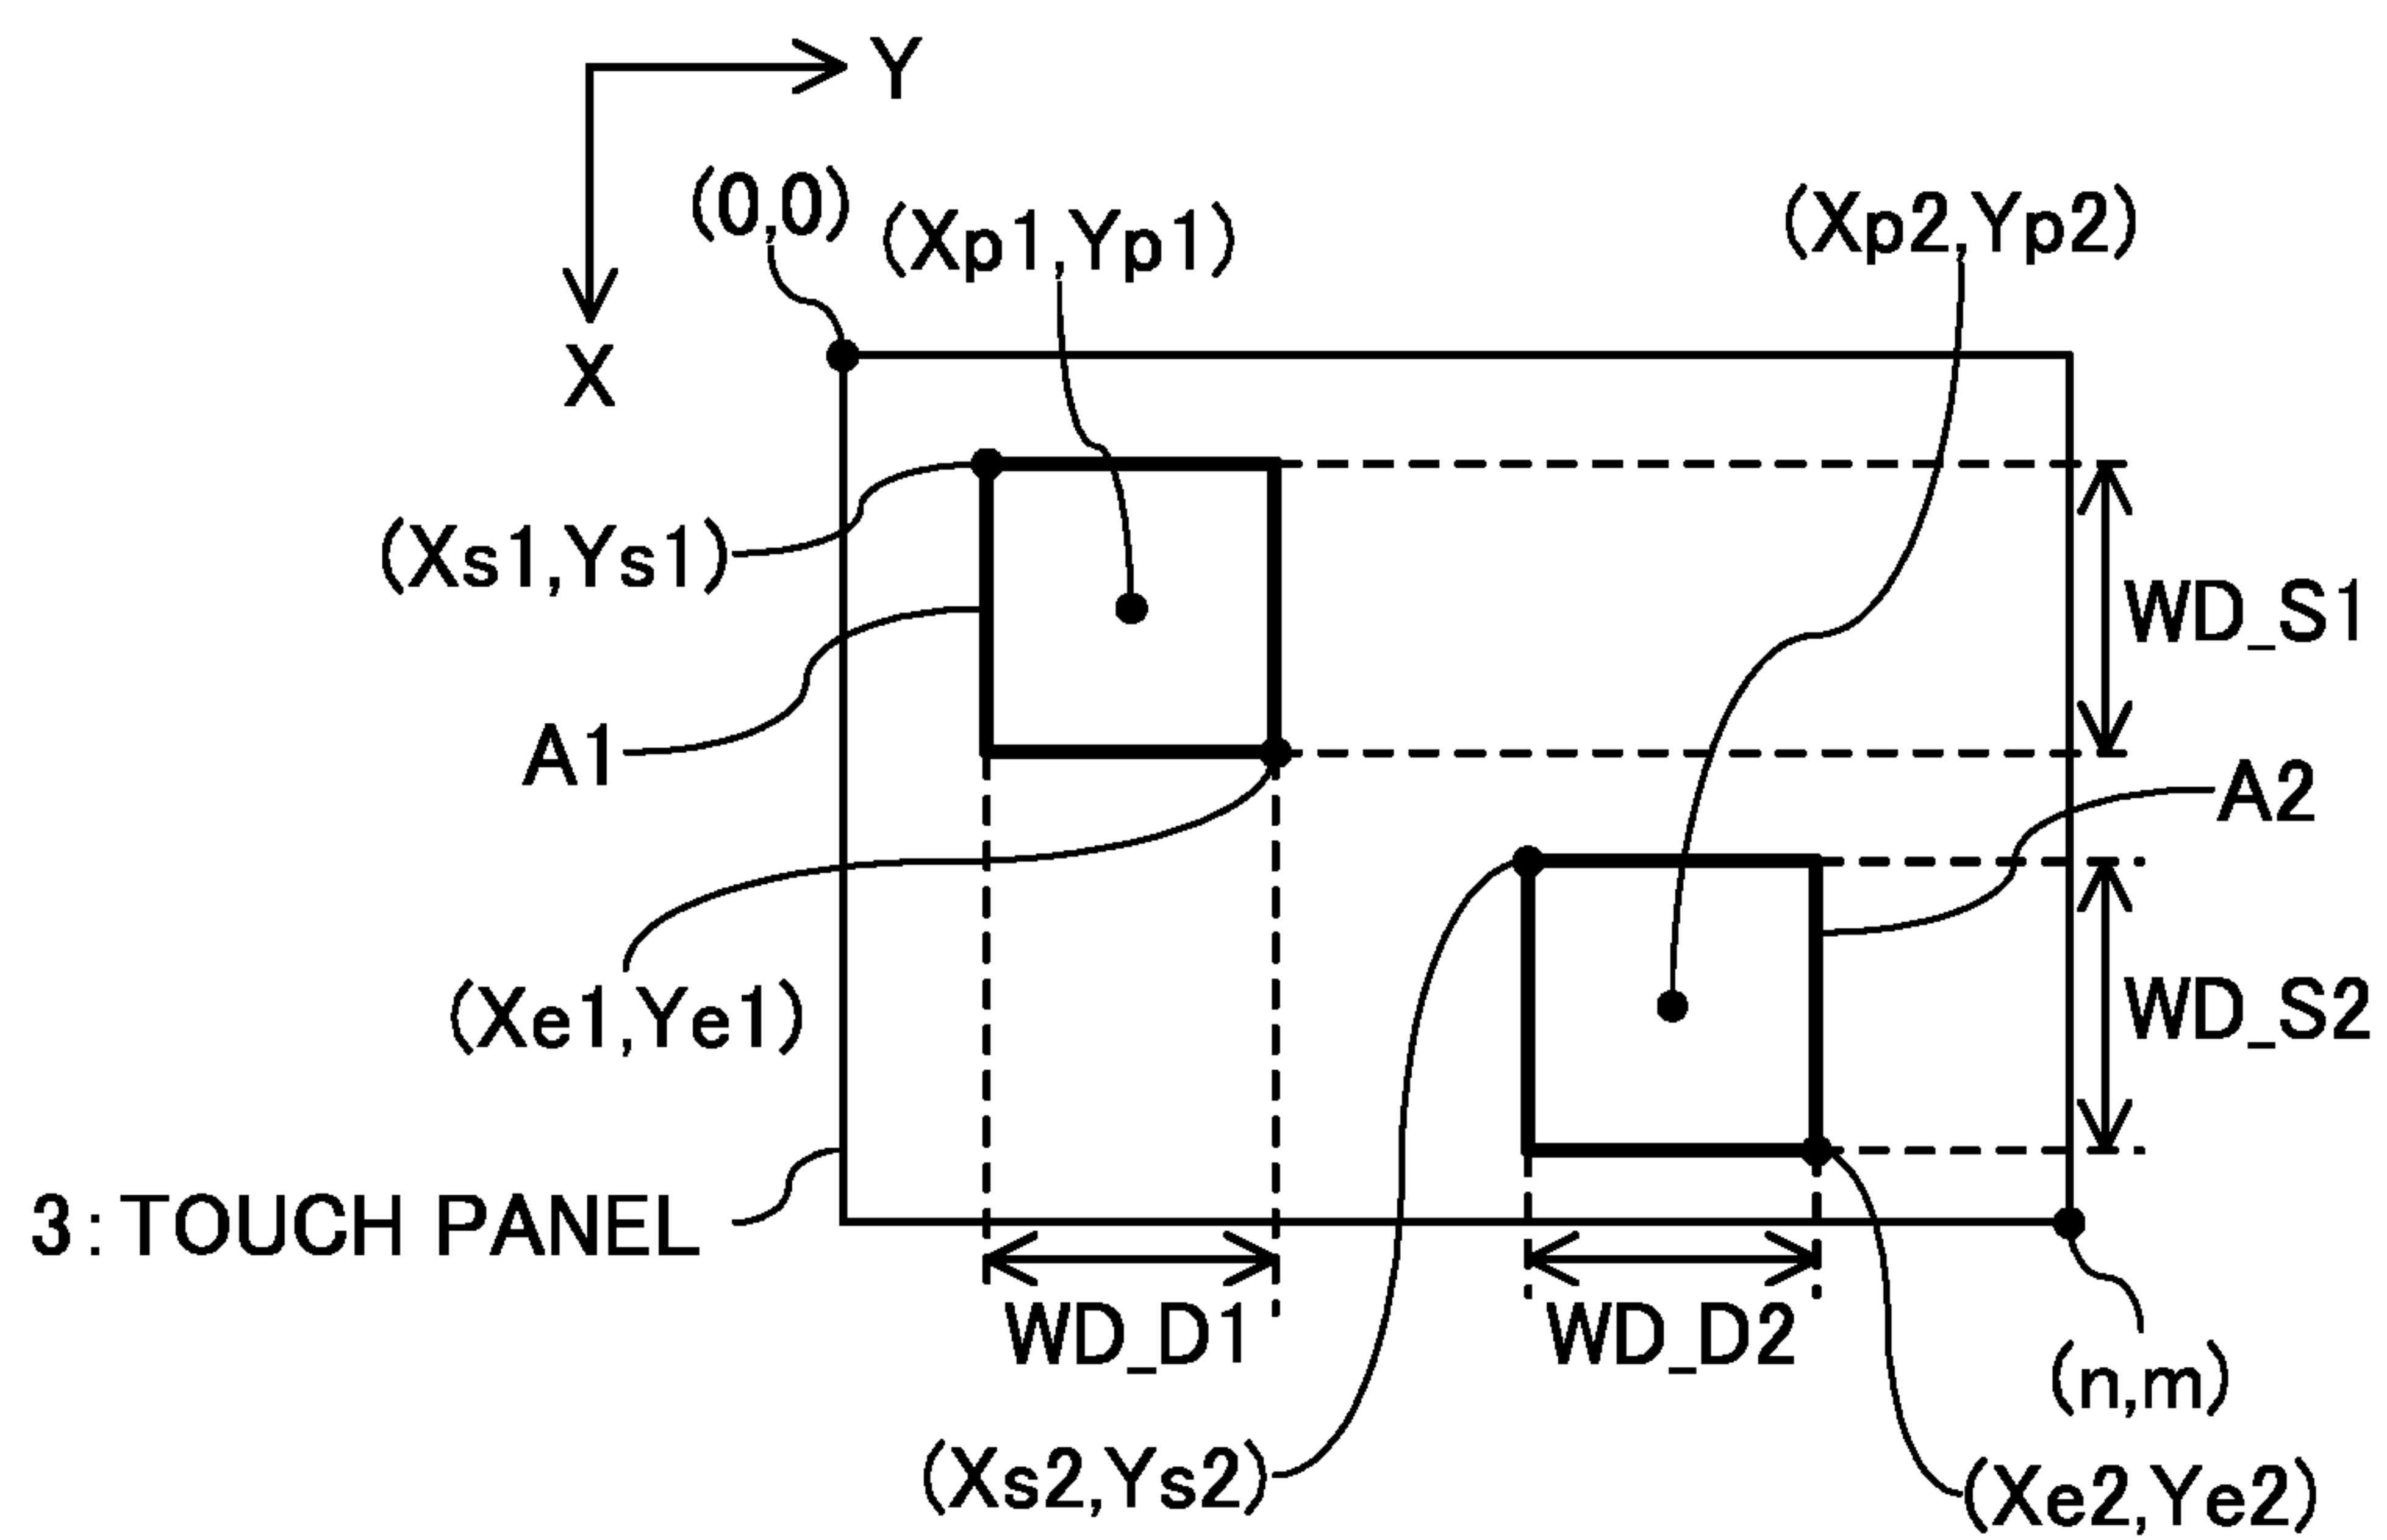 Y
(0,0)
(Xp1,Yp1)
(Xp2,Yp2)
X
(Xs1,Ys1)
WD_S1
A1
A2
(Xe1,Ye1)
WD_S2
3:TOUCH PANEL
WD_D1
WD_D2
(n,m)
(Xs2,Ys2)
(Xe2,Ye2)